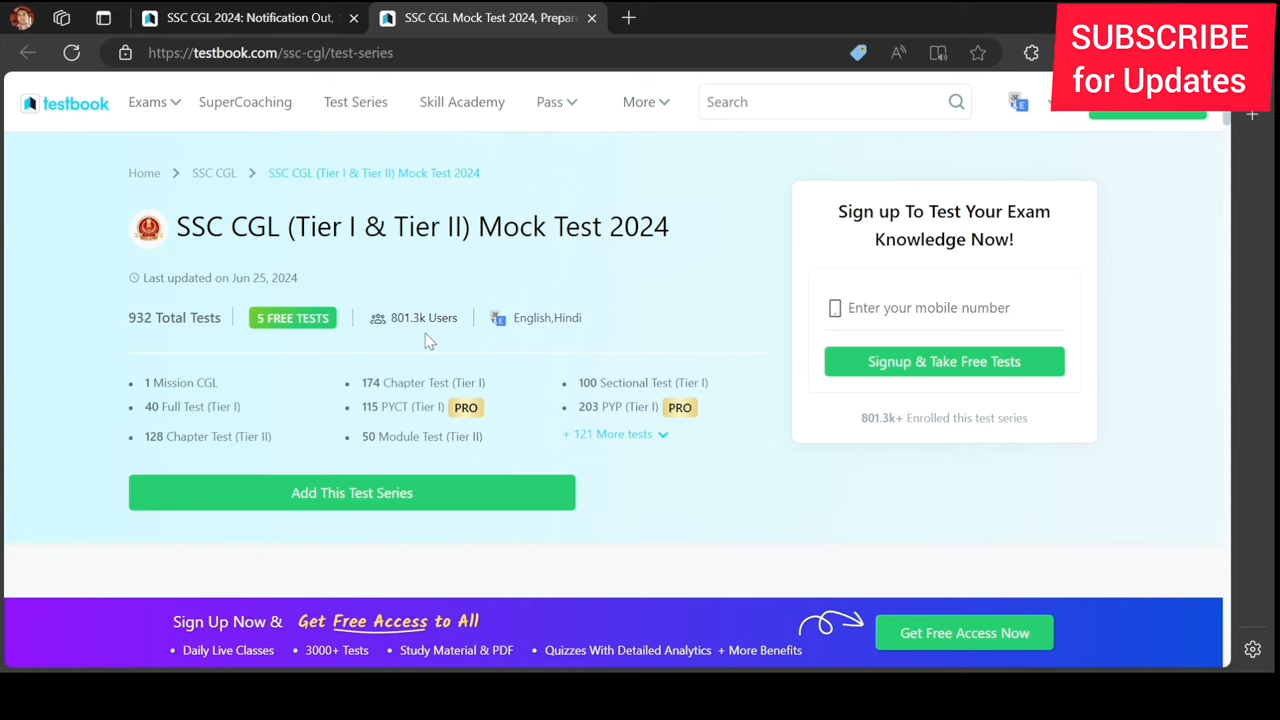 SSC CGL 2024: Notification Out,
SSC CGL Mock Test 2024, Prepar
SUBSCRIBE
for Updates
https://testbook.com/ssc-cgl/test-series
testbook
Exams
SuperCoaching
Test Series
Skill Academy
Pass
More
Search
Home > SSC CGL > SSC CGL (Tier I & Tier II) Mock Test 2024
SSC CGL (Tier I & Tier II) Mock Test 2024
Last updated on Jun 25, 2024
932 Total Tests
5 FREE TESTS
801.3k Users
English,Hindi
• 1 Mission CGL
• 174 Chapter Test (Tier I)
• 100 Sectional Test (Tier I)
• 40 Full Test (Tier I)
• 115 PYCT (Tier I) PRO
• 203 PYP (Tier I) PRO
• 128 Chapter Test (Tier II)
• 50 Module Test (Tier II)
+ 121 More tests
Add This Test Series
Sign up To Test Your Exam
Knowledge Now!
Enter your mobile number
Signup & Take Free Tests
801.3k+ Enrolled this test series
Sign Up Now & Get Free Access to All
• Daily Live Classes • 3000+ Tests • Study Material & PDF • Quizzes With Detailed Analytics + More Benefits
Get Free Access Now